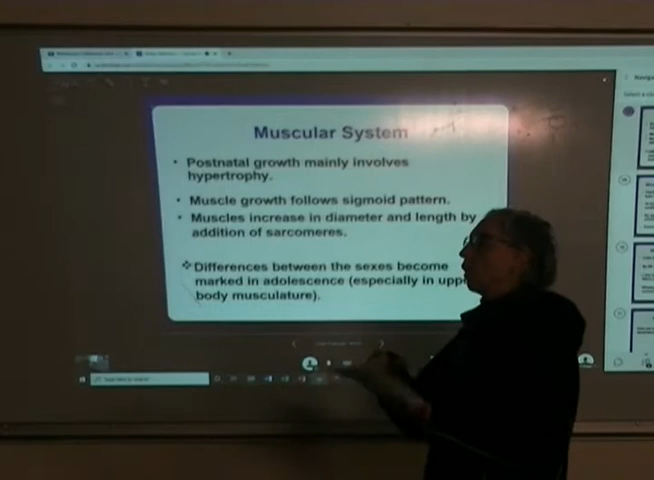 Muscular System
• Postnatal growth mainly involves
hypertrophy.
• Muscle growth follows sigmoid pattern.
• Muscles increase in diameter and length by
addition of sarcomeres.
❖ Differences between the sexes become
marked in adolescence (especially in upp
body musculature).